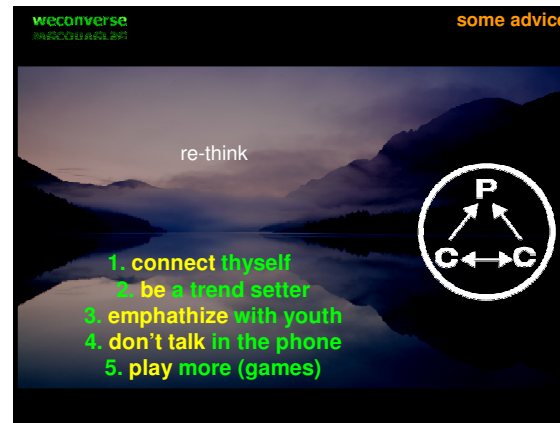 weconverse
some advice
re-think
P
C C
1. connect thyself
2. be a trend setter
3. emphathize with youth
4. don't talk in the phone
5. play more (games)